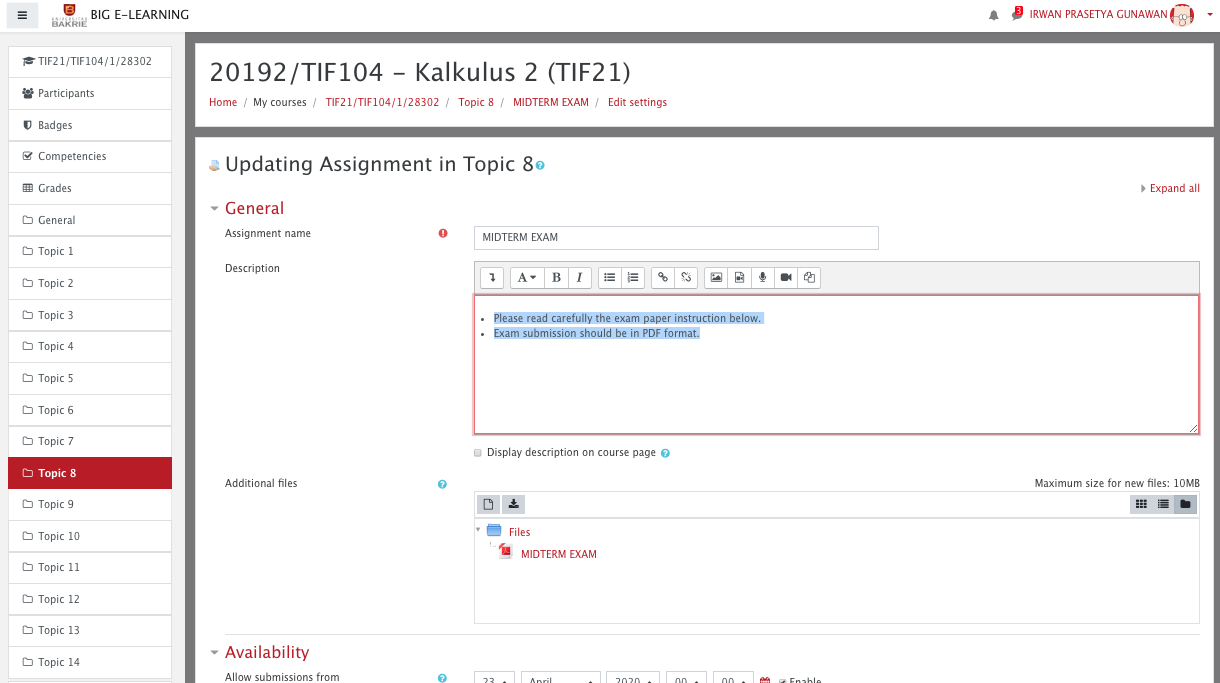 UNIVERSITAS
BAKRIE
BIG E-LEARNING
3
IRWAN PRASETYA GUNAWAN
TIF21/TIF104/1/28302
Participants
Badges
Competencies
Grades
General
Topic 1
Topic 2
Topic 3
Topic 4
Topic 5
Topic 6
Topic 7
Topic 8
Topic 9
Topic 10
Topic 11
Topic 12
Topic 13
Topic 14
20192/TIF104 - Kalkulus 2 (TIF21)
Home / My courses / TIF21/TIF104/1/28302 / Topic 8 / MIDTERM EXAM / Edit settings
Updating Assignment in Topic 8
Expand all
General
Assignment name
MIDTERM EXAM
Description
A B I
• Please read carefully the exam paper instruction below.
• Exam submission should be in PDF format.
Display description on course page
Additional files
Maximum size for new files: 10MB
Files
MIDTERM EXAM
Availability
Allow submissions from
23 April 2020 00 00 Enable